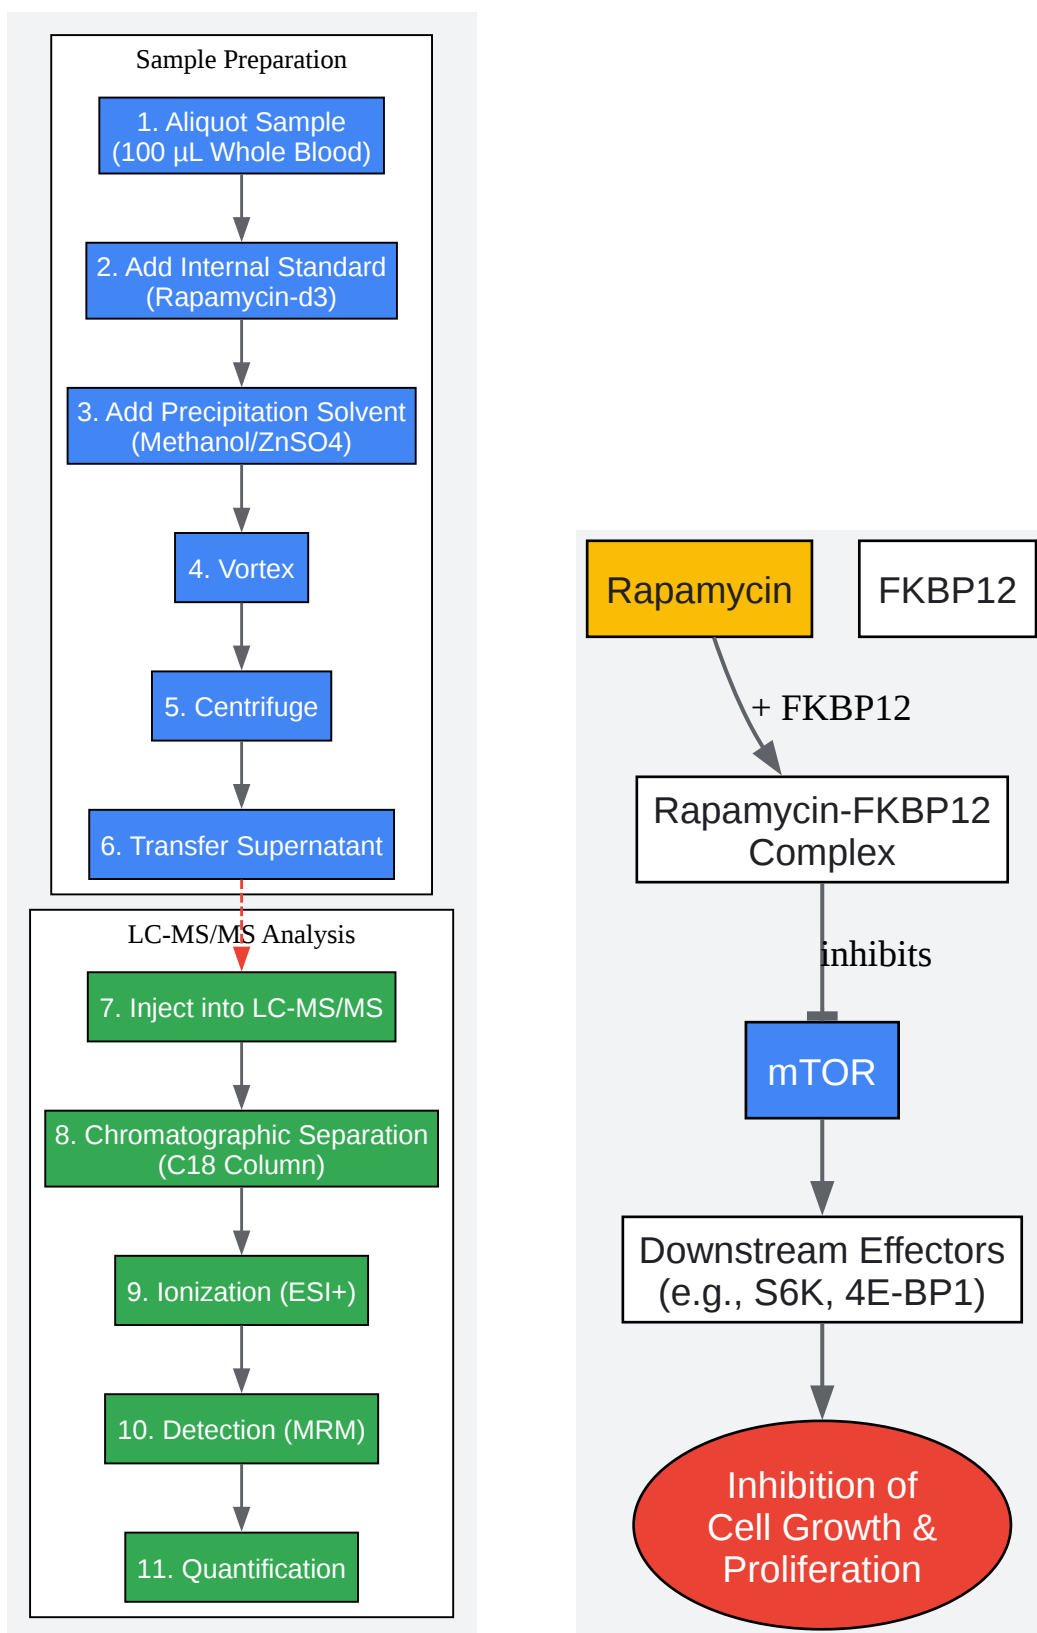 Sample Preparation
1. Aliquot Sample
(100 µL Whole Blood)
2. Add Internal Standard
(Rapamycin-d3)
3. Add Precipitation Solvent
(Methanol/ZnSO4)
4. Vortex
5. Centrifuge
6. Transfer Supernatant
LC-MS/MS Analysis
7. Inject into LC-MS/MS
8. Chromatographic Separation
(C18 Column)
9. Ionization (ESI+)
10. Detection (MRM)
11. Quantification
Rapamycin
FKBP12
+ FKBP12
Rapamycin-FKBP12
Complex
inhibits
mTOR
Downstream Effectors
(e.g., S6K, 4E-BP1)
Inhibition of
Cell Growth &
Proliferation